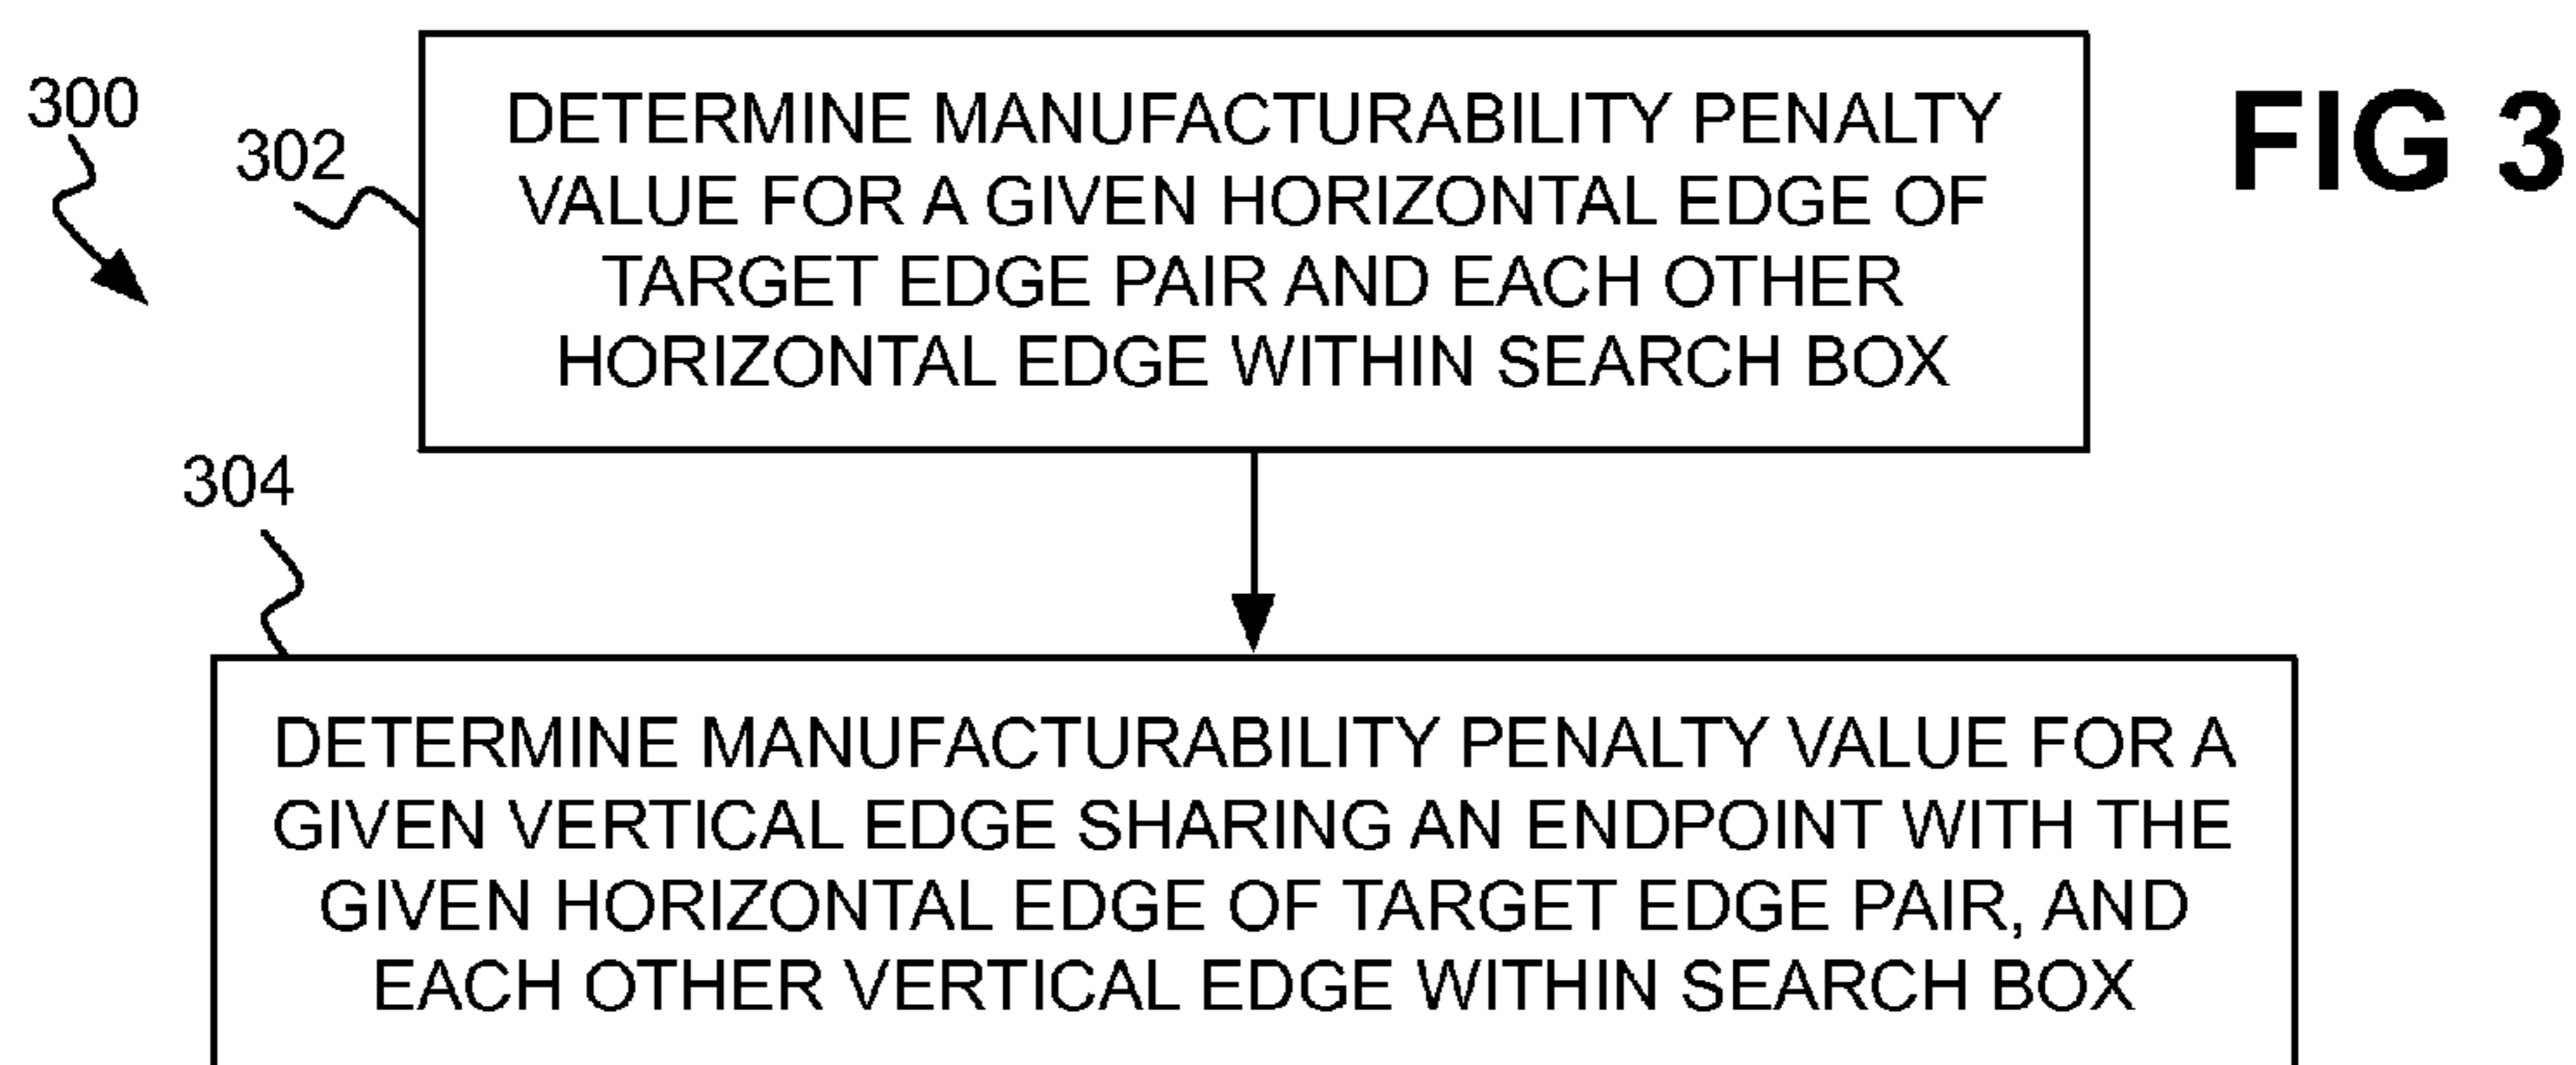 300
302
DETERMINE MANUFACTURABILITY PENALTY
VALUE FOR A GIVEN HORIZONTAL EDGE OF
TARGET EDGE PAIR AND EACH OTHER
HORIZONTAL EDGE WITHIN SEARCH BOX
FIG 3
304
DETERMINE MANUFACTURABILITY PENALTY VALUE FOR A
GIVEN VERTICAL EDGE SHARING AN ENDPOINT WITH THE
GIVEN HORIZONTAL EDGE OF TARGET EDGE PAIR, AND
EACH OTHER VERTICAL EDGE WITHIN SEARCH BOX